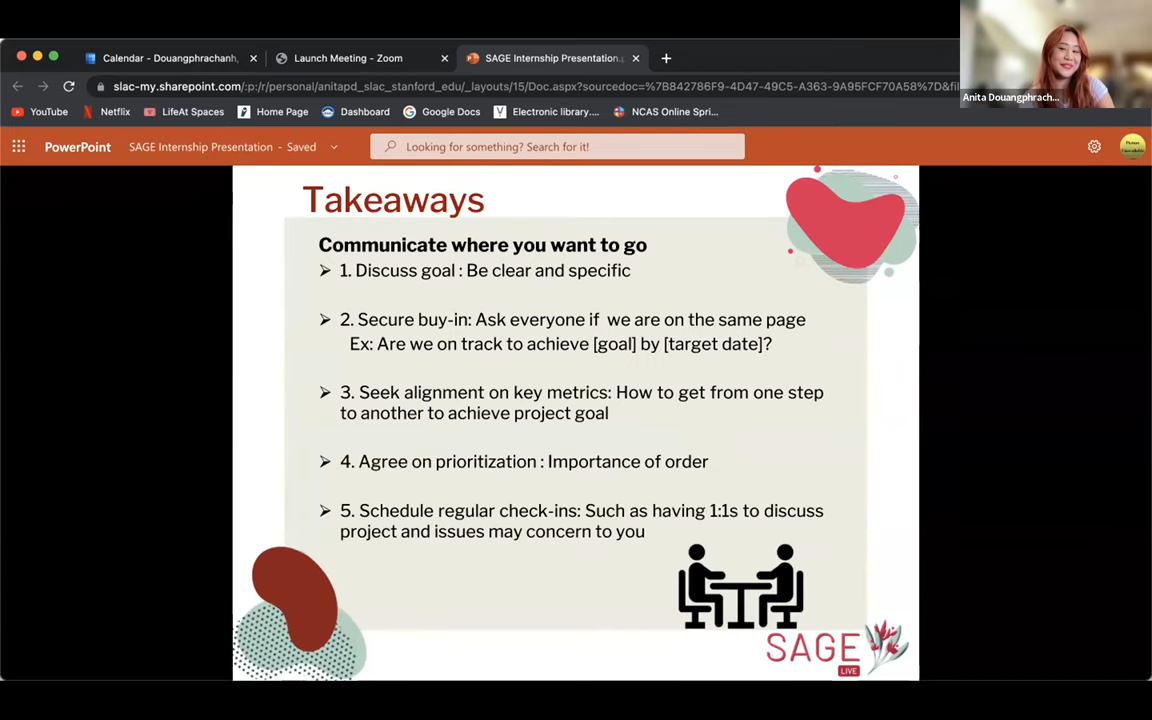 Calendar - Douangphrachanh,
Launch Meeting - Zoom
SAGE Internship Presentation.
slac-my.sharepoint.com/:p:/r/personal/anitapd_slac_stanford_edu/_layouts/15/Doc.aspx?sourcedoc=%7B842786F9-4D47-49C5-A363-9A95FCF70A58%7D&fi
Anita Douangphrach...
YouTube
Netflix
LifeAt Spaces
Home Page
Dashboard
Google Docs
Electronic library....
NCAS Online Spri...
PowerPoint
SAGE Internship Presentation - Saved
Looking for something? Search for it!
Takeaways
Communicate where you want to go
➢ 1. Discuss goal : Be clear and specific
➢ 2. Secure buy-in: Ask everyone if we are on the same page
Ex: Are we on track to achieve [goal] by [target date]?
➢ 3. Seek alignment on key metrics: How to get from one step
to another to achieve project goal
➢ 4. Agree on prioritization : Importance of order
➢ 5. Schedule regular check-ins: Such as having 1:1s to discuss
project and issues may concern to you
SAGE
LIVE